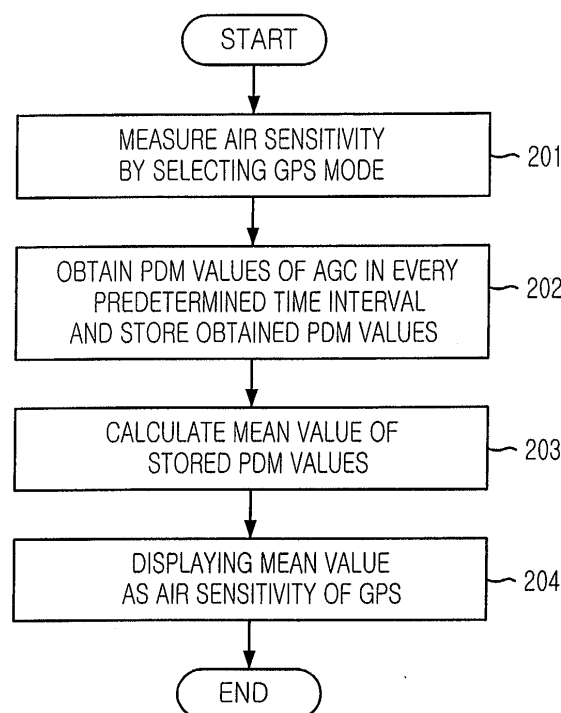 START
MEASURE AIR SENSITIVITY
BY SELECTING GPS MODE
201
OBTAIN PDM VALUES OF AGC IN EVERY
PREDETERMINED TIME INTERVAL
AND STORE OBTAINED PDM VALUES
202
CALCULATE MEAN VALUE OF
STORED PDM VALUES
203
DISPLAYING MEAN VALUE
AS AIR SENSITIVITY OF GPS
204
END